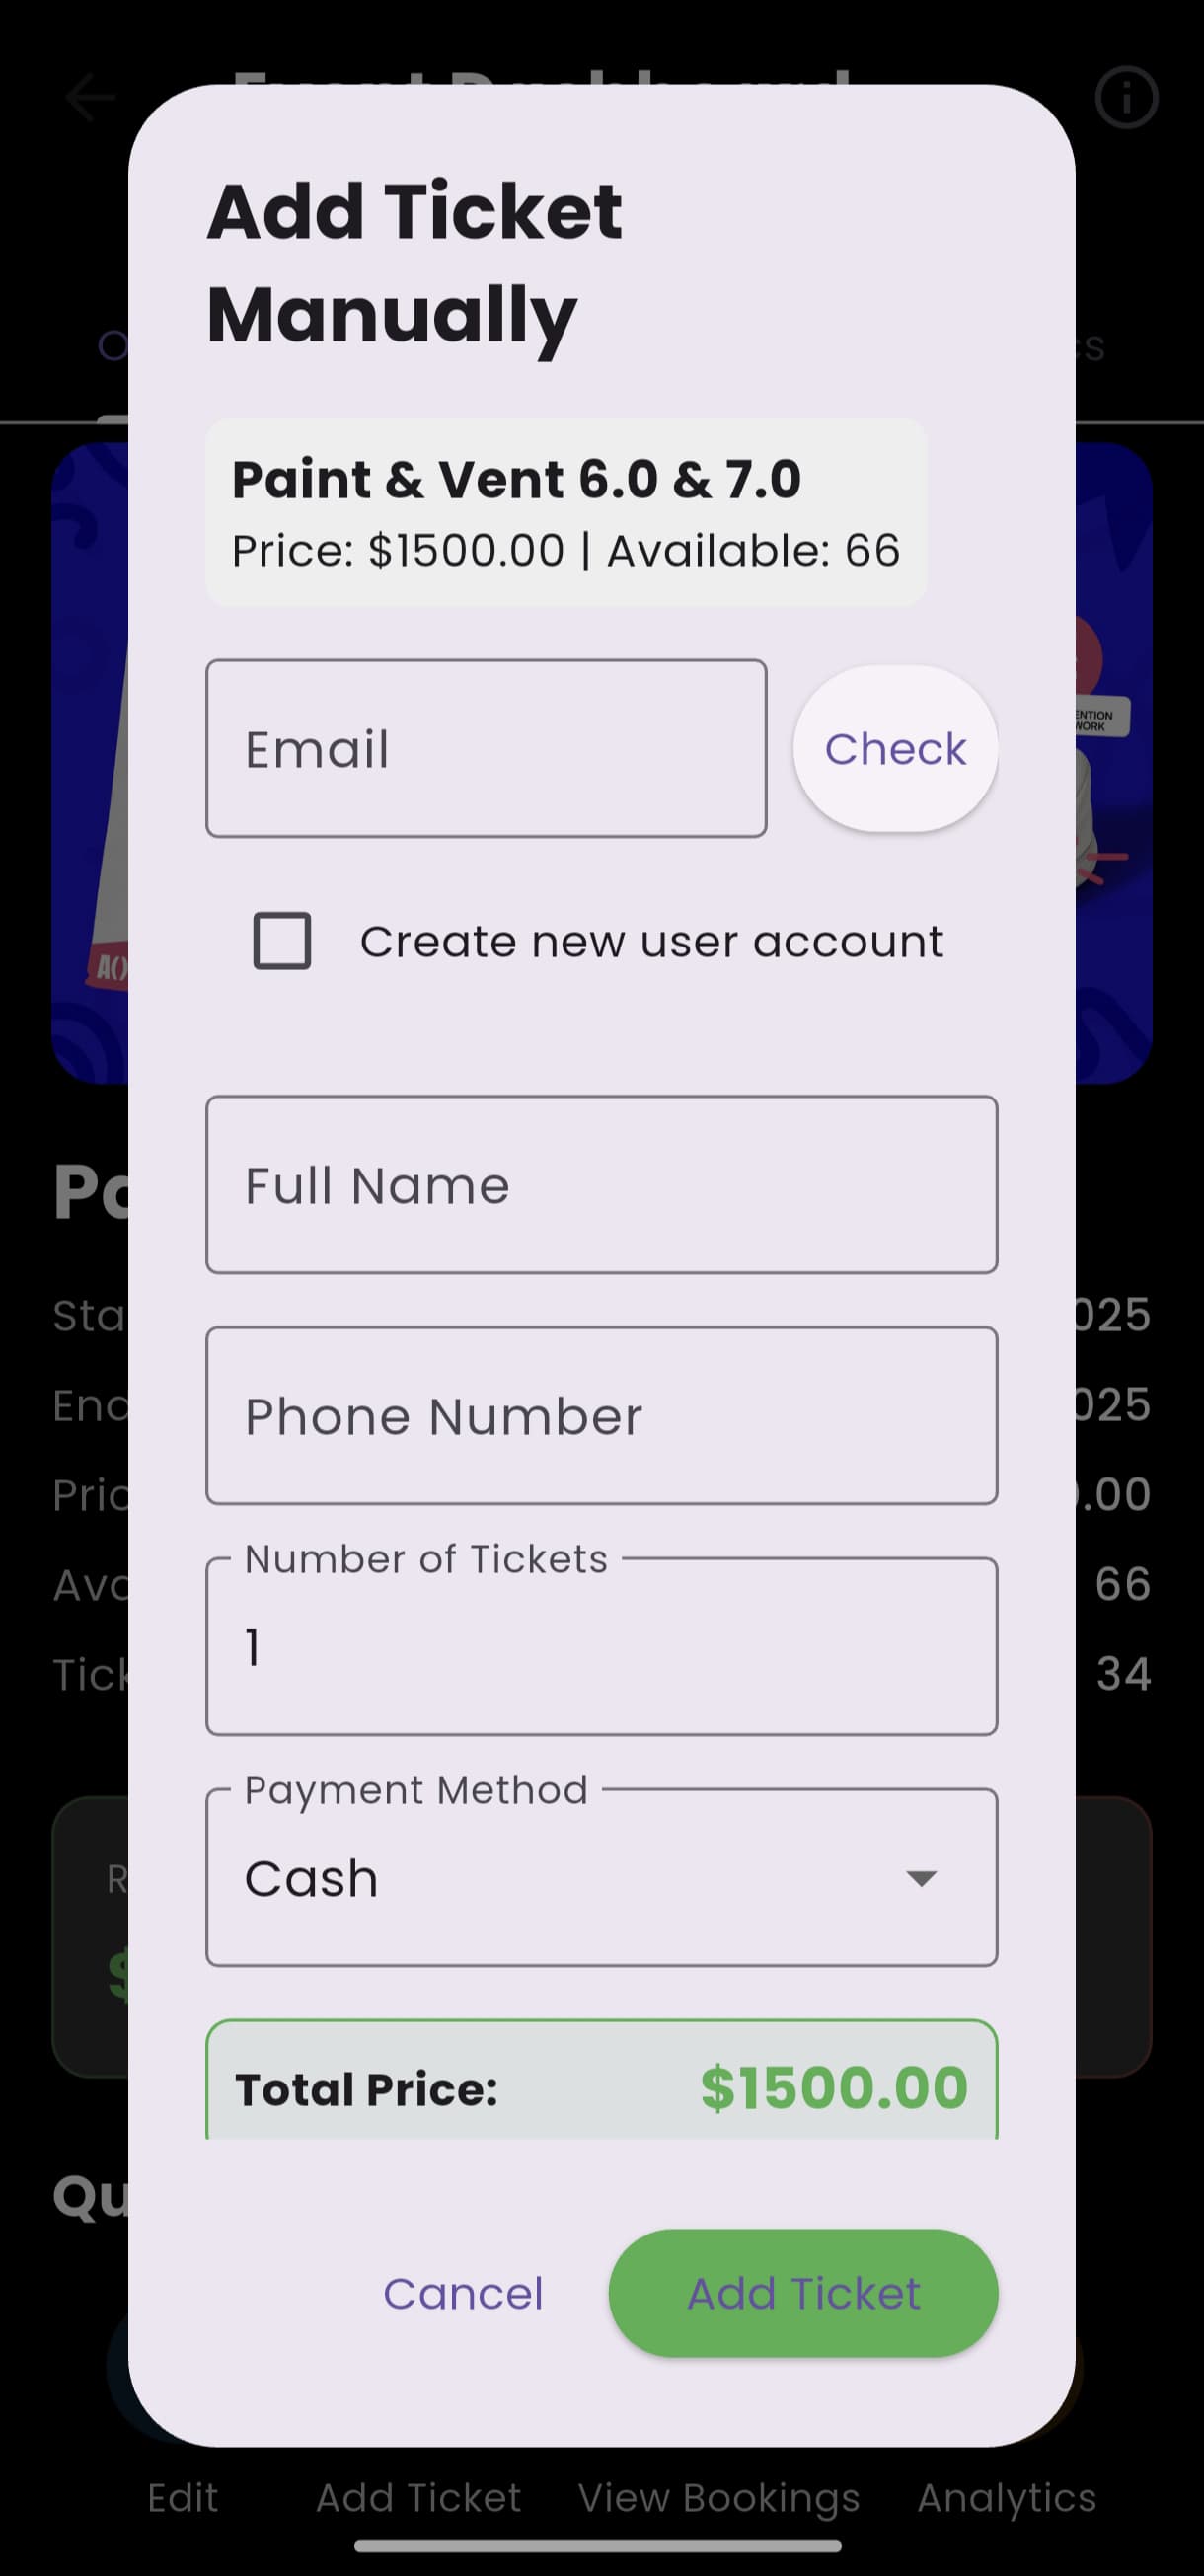 Add Ticket
Manually
Paint & Vent 6.0 & 7.0
Price: $1500.00 | Available: 66
Email
Check
Create new user account
Full Name
Phone Number
Number of Tickets
1
Payment Method
Cash
Total Price: $1500.00
Cancel
Add Ticket
66
34
Edit
Add Ticket
View Bookings
Analytics